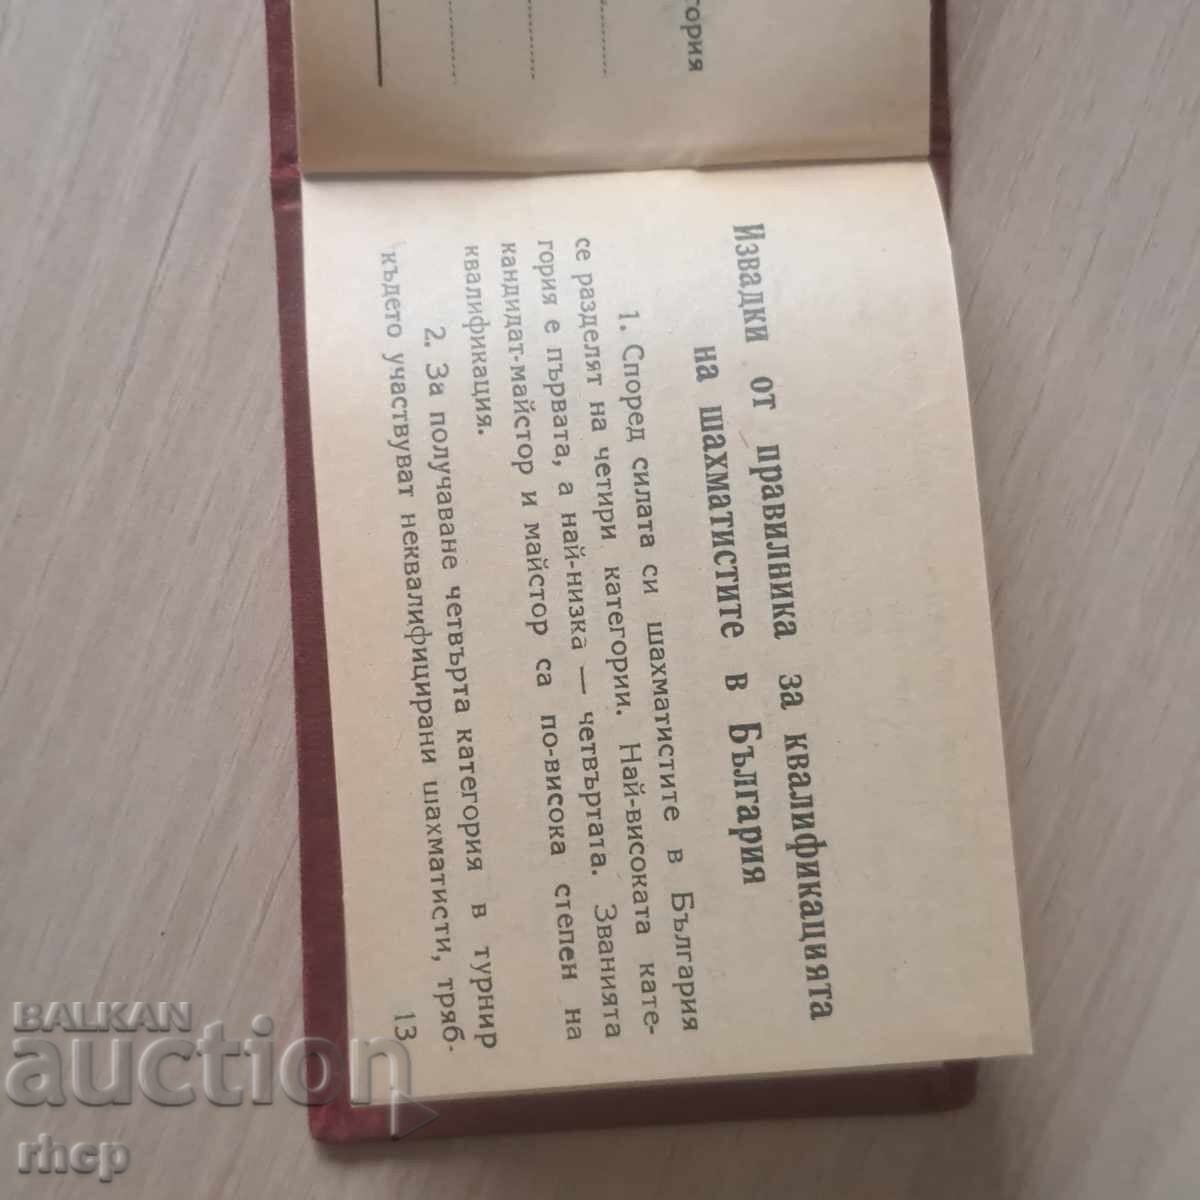 гория
Извадки от правилника за квалификацията
на шахматистите в България
1. Според силата си шахматистите в България
се разделят на четири категории. Най-високата кате-
гория е първата, а най-низка — четвъртата. Званията
кандидат-майстор и майстор са по-висока степен на
квалификация.
2. За получаване четвърта категория в турнир
където участвуват неквалифицирани шахматисти, тряб-
13
BALKAN
auction
rhcp